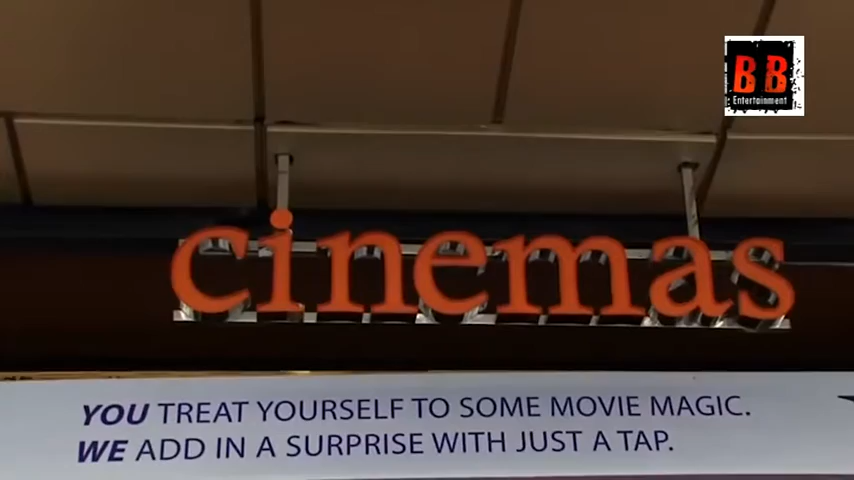 BB
Entertainment
cinemas
YOU TREAT YOURSELF TO SOME MOVIE MAGIC.
WE ADD IN A SURPRISE WITH JUST A TAP.